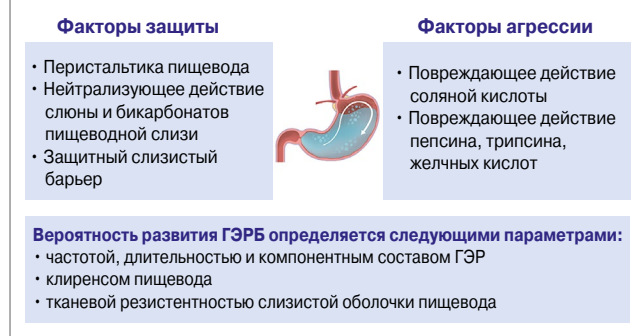 Факторы защиты
• Перистальтика пищевода
• Нейтрализующее действие
слюны и бикарбонатов
пищеводной слизи
• Защитный слизистый
барьер
Факторы агрессии
• Повреждающее действие
соляной кислоты
• Повреждающее действие
пепсина, трипсина,
желчных кислот
Вероятность развития ГЭРБ определяется следующими параметрами:
• частотой, длительностью и компонентным составом ГЭР
• клиренсом пищевода
• тканевой резистентностью слизистой оболочки пищевода